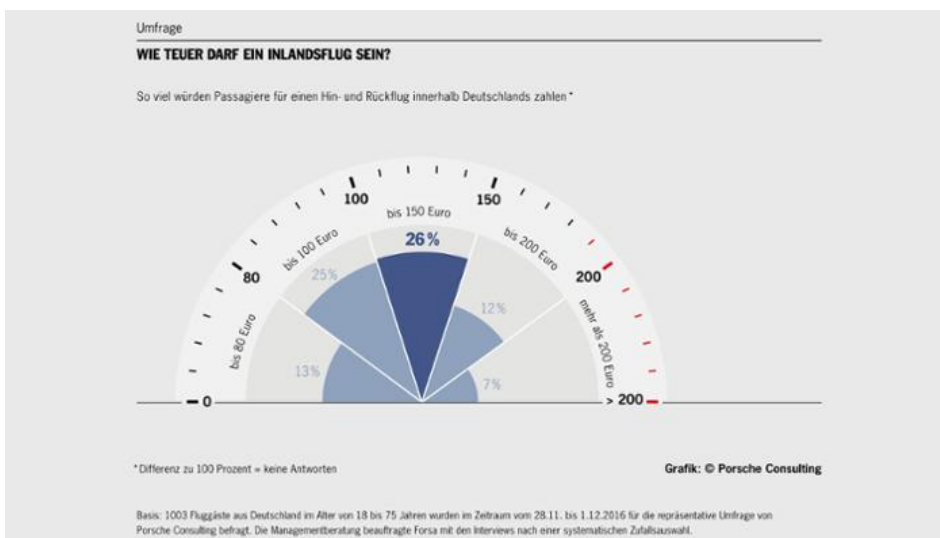 Umfrage
WIE TEUER DARF EIN INLANDSFLUG SEIN?
So viel würden Passagiere für einen Hin- und Rückflug innerhalb Deutschlands zahlen *
100
150
bis 150 Euro
bis 100 Euro
26%
bis 200 Euro
80
25%
200
12%
bis 80 Euro
mehr als 200 Euro
13%
7%
0
> 200
* Differenz zu 100 Prozent = keine Antworten
Grafik: © Porsche Consulting
Basis: 1003 Fluggäste aus Deutschland im Alter von 18 bis 75 Jahren wurden im Zeitraum vom 28.11. bis 1.12.2016 für die repräsentative Umfrage von
Porsche Consulting befragt. Die Managementberatung beauftragte Forsa mit den Interviews nach einer systematischen Zufallsauswahl.